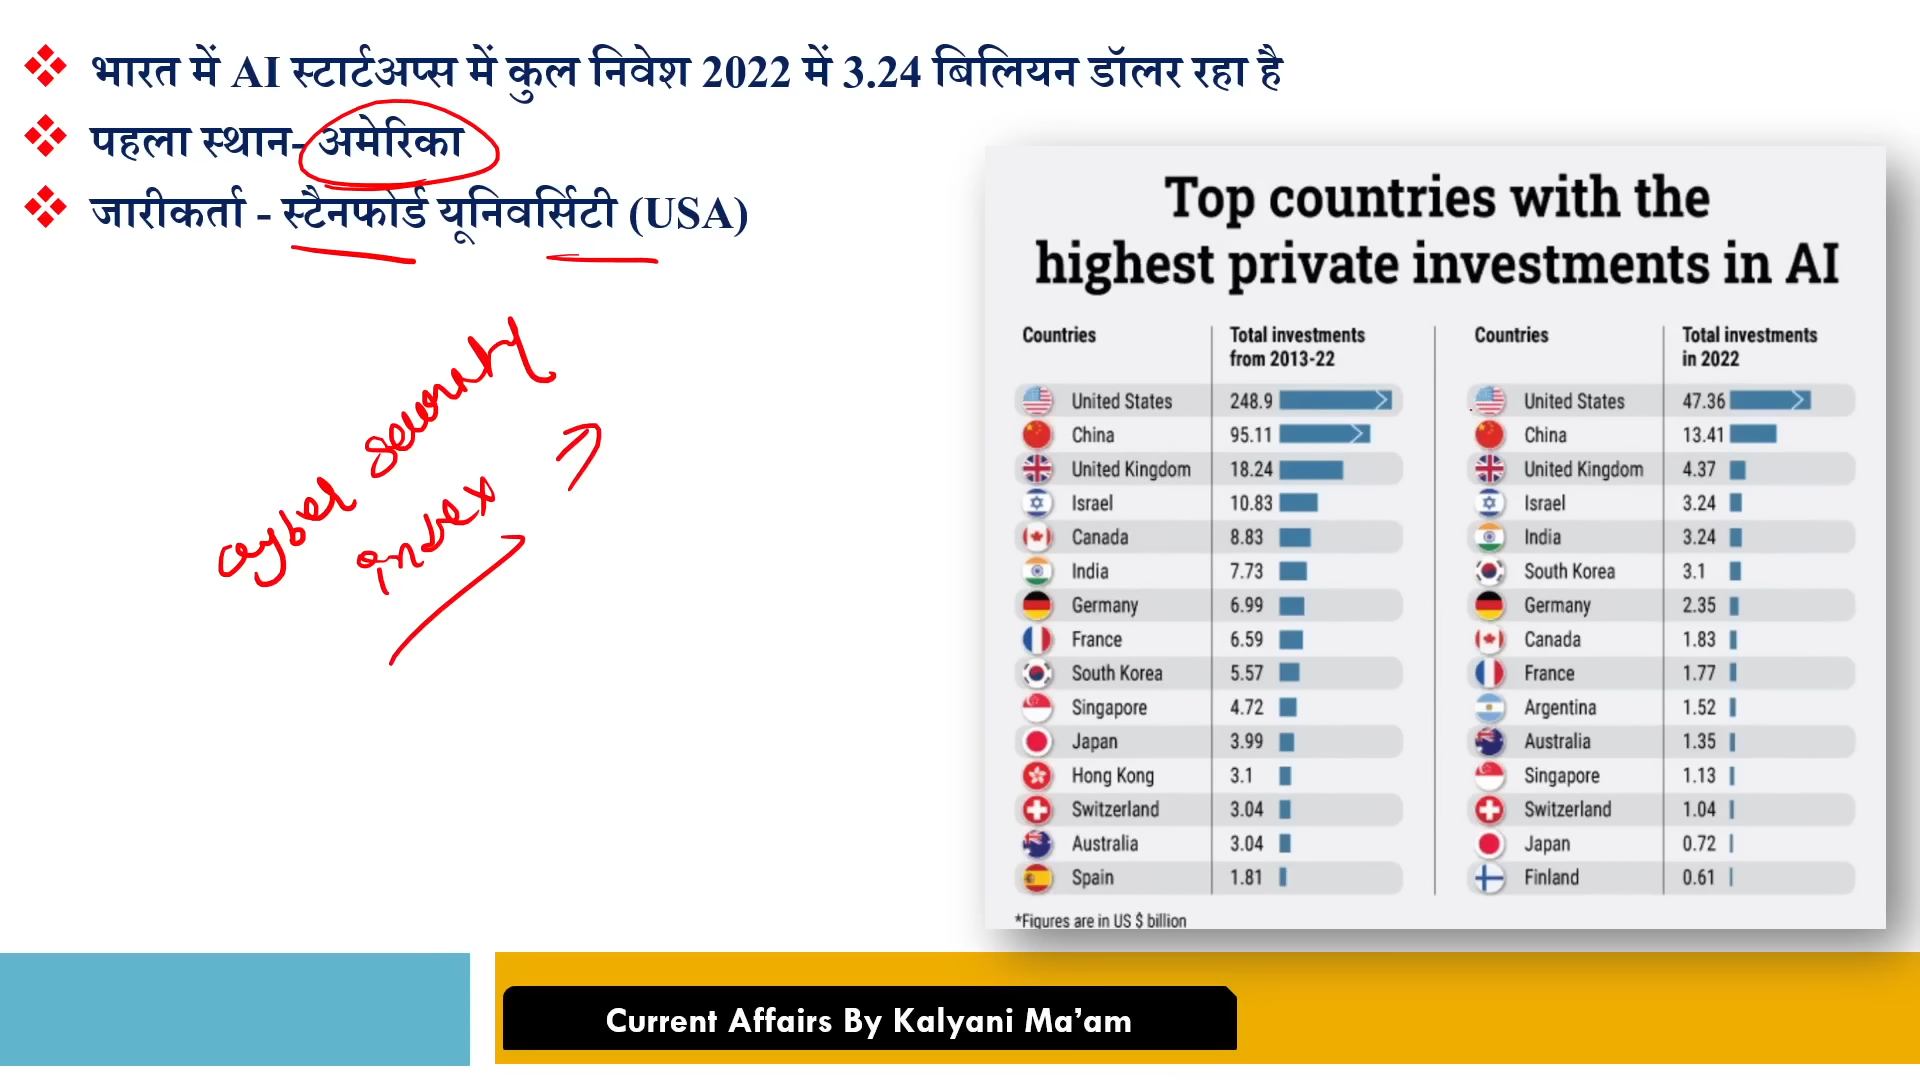 भारत में AI स्टार्टअप्स में कुल निवेश 2022 में 3.24 बिलियन डॉलर रहा है
पहला स्थान- अमेरिका
जारीकर्ता - स्टैनफोर्ड यूनिवर्सिटी (USA)
cyber security
index
Top countries with the
highest private investments in AI
Countries Total investments from 2013-22
United States 248.9
China 95.11
United Kingdom 18.24
Israel 10.83
Canada 8.83
India 7.73
Germany 6.99
France 6.59
South Korea 5.57
Singapore 4.72
Japan 3.99
Hong Kong 3.1
Switzerland 3.04
Australia 3.04
Spain 1.81
Countries Total investments in 2022
United States 47.36
China 13.41
United Kingdom 4.37
Israel 3.24
India 3.24
South Korea 3.1
Germany 2.35
Canada 1.83
France 1.77
Argentina 1.52
Australia 1.35
Singapore 1.13
Switzerland 1.04
Japan 0.72
Finland 0.61
*Figures are in US $ billion
Current Affairs By Kalyani Ma’am